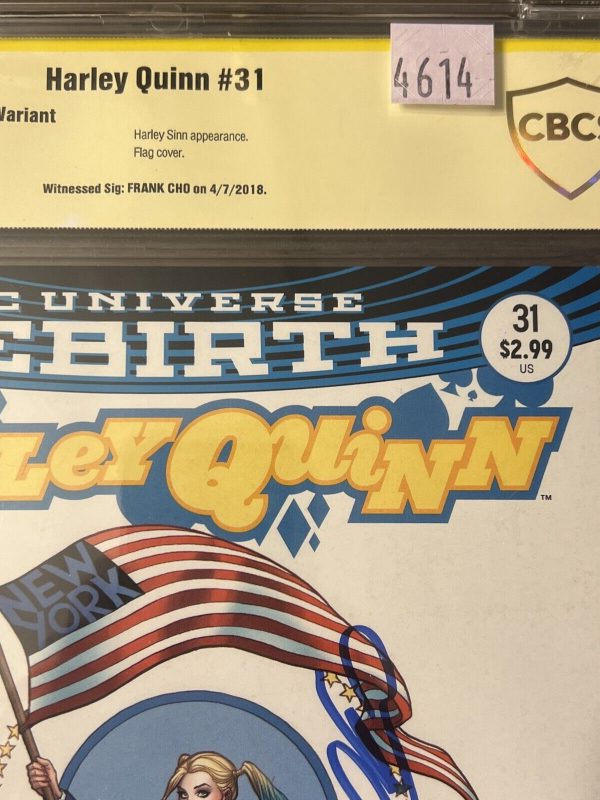 Harley Quinn #31
4614
Variant
CBCS
Harley Sinn appearance.
Flag cover.
Witnessed Sig: FRANK CHO on 4/7/2018.
C UNIVERSE
EBIRTH
31
$2.99
US
LEY QUINN
TM
NEW
YORK